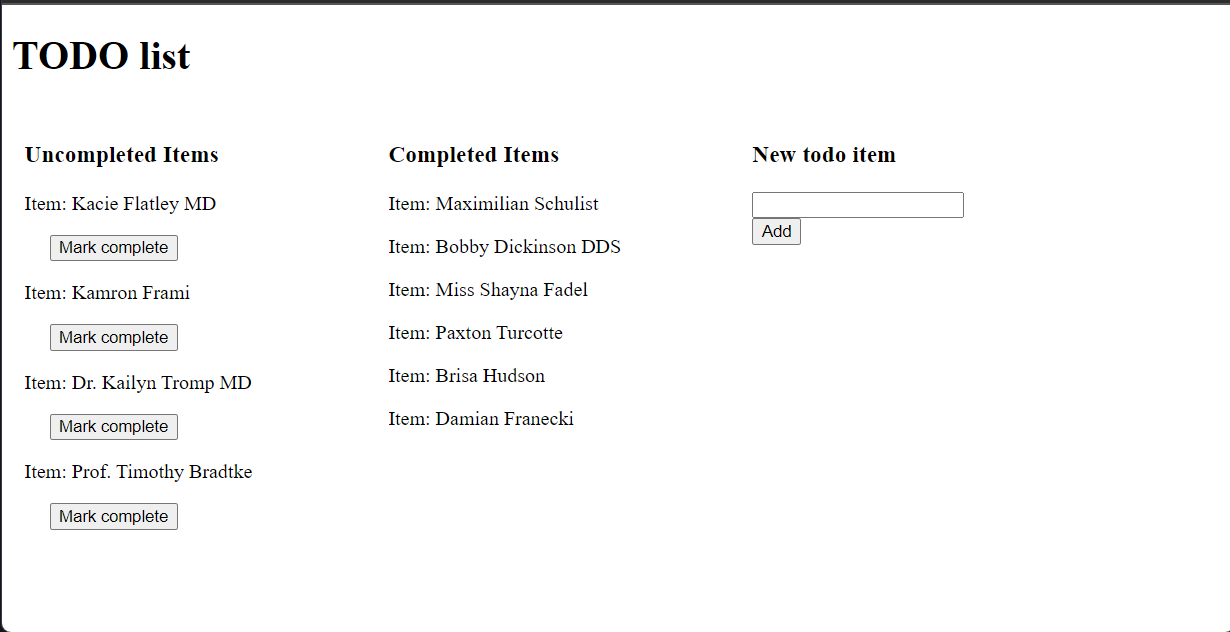 TODO list
Uncompleted Items
Item: Kacie Flatley MD
Mark complete
Item: Kamron Frami
Mark complete
Item: Dr. Kailyn Tromp MD
Mark complete
Item: Prof. Timothy Bradtke
Mark complete
Completed Items
Item: Maximilian Schulist
Item: Bobby Dickinson DDS
Item: Miss Shayna Fadel
Item: Paxton Turcotte
Item: Brisa Hudson
Item: Damian Franecki
New todo item
Add